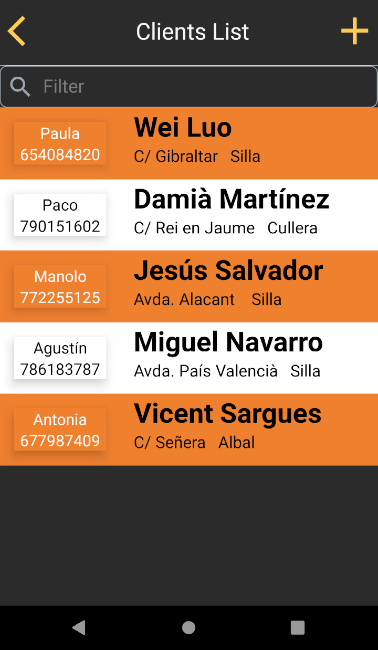 Clients List
Filter
Paula
654084820
Wei Luo
C/ Gibraltar Silla
Paco
790151602
Damià Martínez
C/ Rei en Jaume Cullera
Manolo
772255125
Jesús Salvador
Avda. Alacant Silla
Agustín
786183787
Miguel Navarro
Avda. País Valencià Silla
Antonia
677987409
Vicent Sargues
C/ Señera Albal